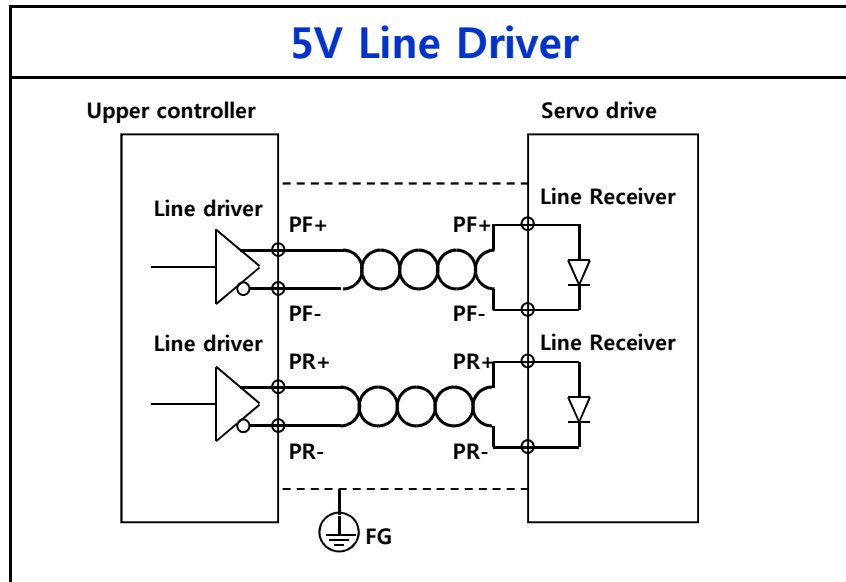 5V Line Driver
Upper controller
Servo drive
Line driver
Line Receiver
PF+
PF+
PF-
PF-
Line driver
Line Receiver
PR+
PR+
PR-
PR-
FG